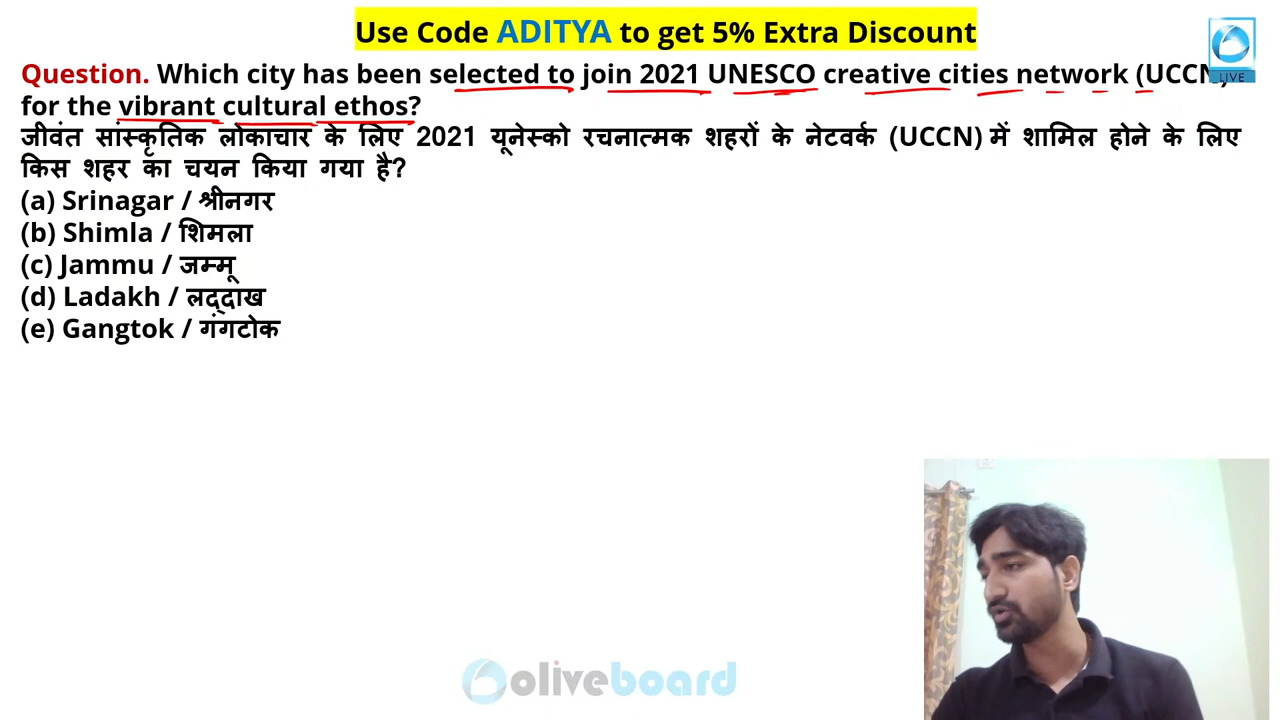 Use Code ADITYA to get 5% Extra Discount
LIVE
Question. Which city has been selected to join 2021 UNESCO creative cities network (UCCN)
for the vibrant cultural ethos?
जीवंत सांस्कृतिक लोकाचार के लिए 2021 यूनेस्को रचनात्मक शहरों के नेटवर्क (UCCN) में शामिल होने के लिए
किस शहर का चयन किया गया है?
(a) Srinagar / श्रीनगर
(b) Shimla / शिमला
(c) Jammu / जम्मू
(d) Ladakh / लद्दाख
(e) Gangtok / गंगटोक
oliveboard